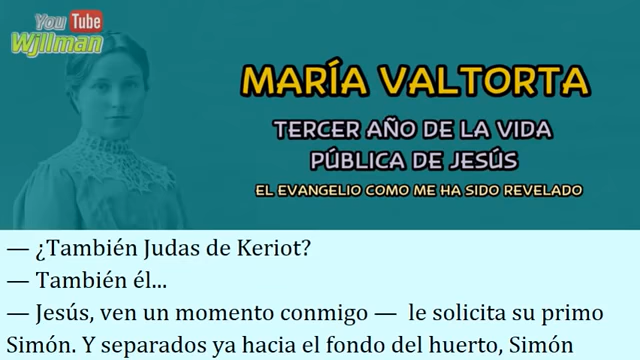 You Tube
Wjllman
MARÍA VALTORTA
TERCER AÑO DE LA VIDA
PÚBLICA DE JESÚS
EL EVANGELIO COMO ME HA SIDO REVELADO
— ¿También Judas de Keriot?
— También él...
— Jesús, ven un momento conmigo — le solicita su primo
Simón. Y separados ya hacia el fondo del huerto, Simón